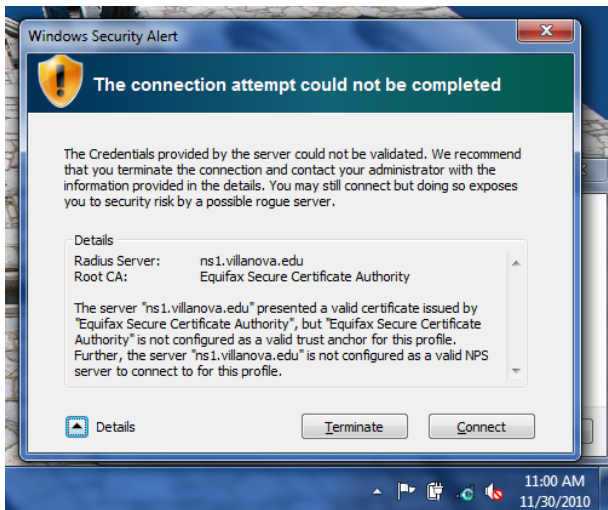 Windows Security Alert
The connection attempt could not be completed
The Credentials provided by the server could not be validated. We recommend
that you terminate the connection and contact your administrator with the
information provided in the details. You may still connect but doing so exposes
you to security risk by a possible rogue server.
Details
Radius Server: ns1.villanova.edu
Root CA: Equifax Secure Certificate Authority
The server "ns1.villanova.edu" presented a valid certificate issued by
"Equifax Secure Certificate Authority", but "Equifax Secure Certificate
Authority" is not configured as a valid trust anchor for this profile.
Further, the server "ns1.villanova.edu" is not configured as a valid NPS
server to connect to for this profile.
Details
Terminate
Connect
11:00 AM
11/30/2010